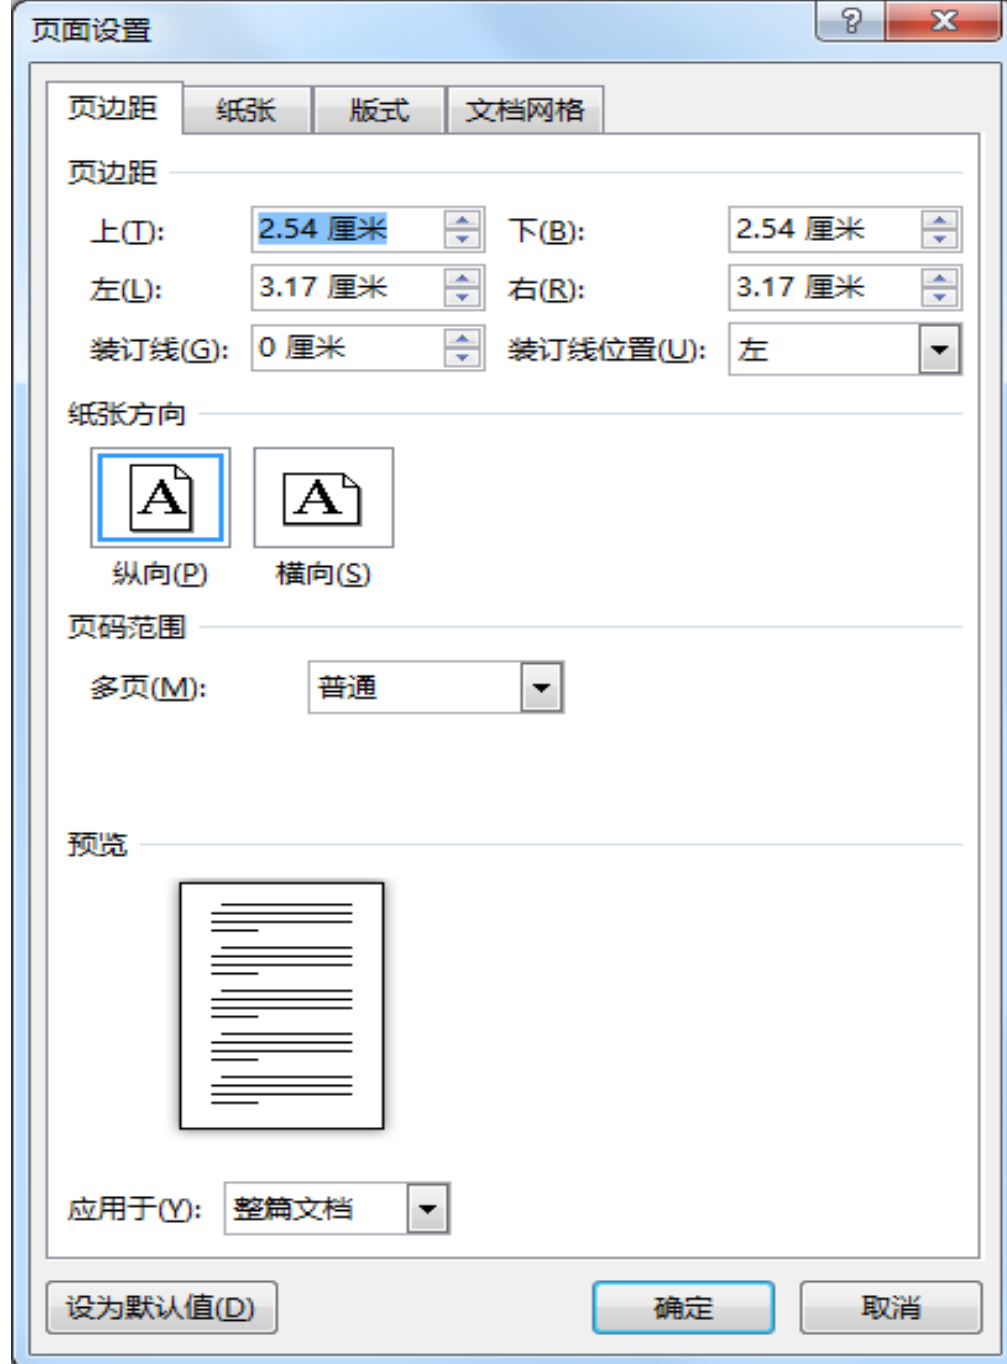 页面设置
页边距 纸张 版式 文档网格
页边距
上(T): 2.54 厘米 下(B): 2.54 厘米
左(L): 3.17 厘米 右(R): 3.17 厘米
装订线(G): 0 厘米 装订线位置(U): 左
纸张方向
A A
纵向(P) 横向(S)
页码范围
多页(M): 普通
预览
应用于(Y): 整篇文档
设为默认值(D) 确定 取消